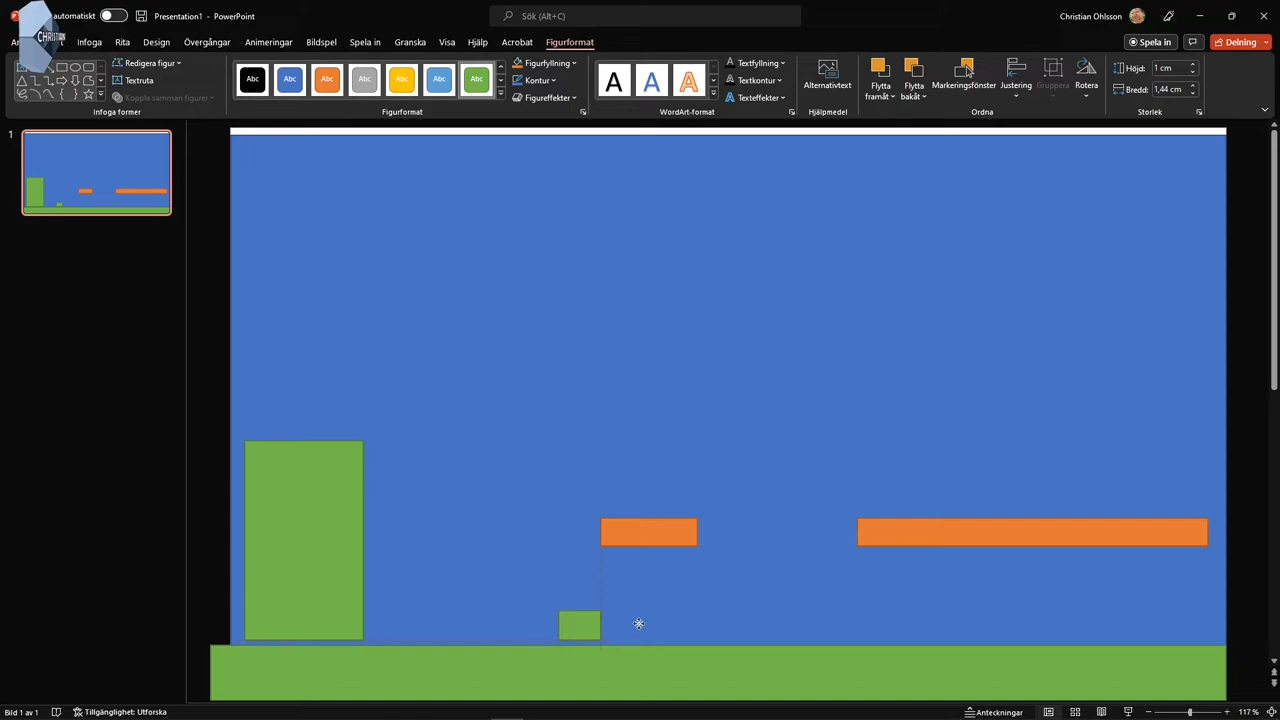 automatiskt
Presentation1 - PowerPoint
Sök (Alt+C)
Christian Ohlsson
CHRISTIAN
Infoga
Rita
Design
Övergångar
Animeringar
Bildspel
Spela in
Granska
Visa
Hjälp
Acrobat
Figurformat
Spela in
Delning
Redigera figur
Textruta
Koppla samman figurer
Infoga former
Abc
Abc
Abc
Abc
Abc
Abc
Abc
Figurfyllning
Kontur
Figureffekter
Figurformat
A
A
A
Textfyllning
Textkontur
Texteffekter
WordArt-format
Alternativtext
Hjälpmedel
Flytta
framåt
Flytta
bakåt
Markeringsfönster
Justering
Gruppera
Rotera
Ordna
Höjd:
1 cm
Bredd:
1,44 cm
Storlek
1
Bild 1 av 1
Tillgänglighet: Utforska
Anteckningar
117 %